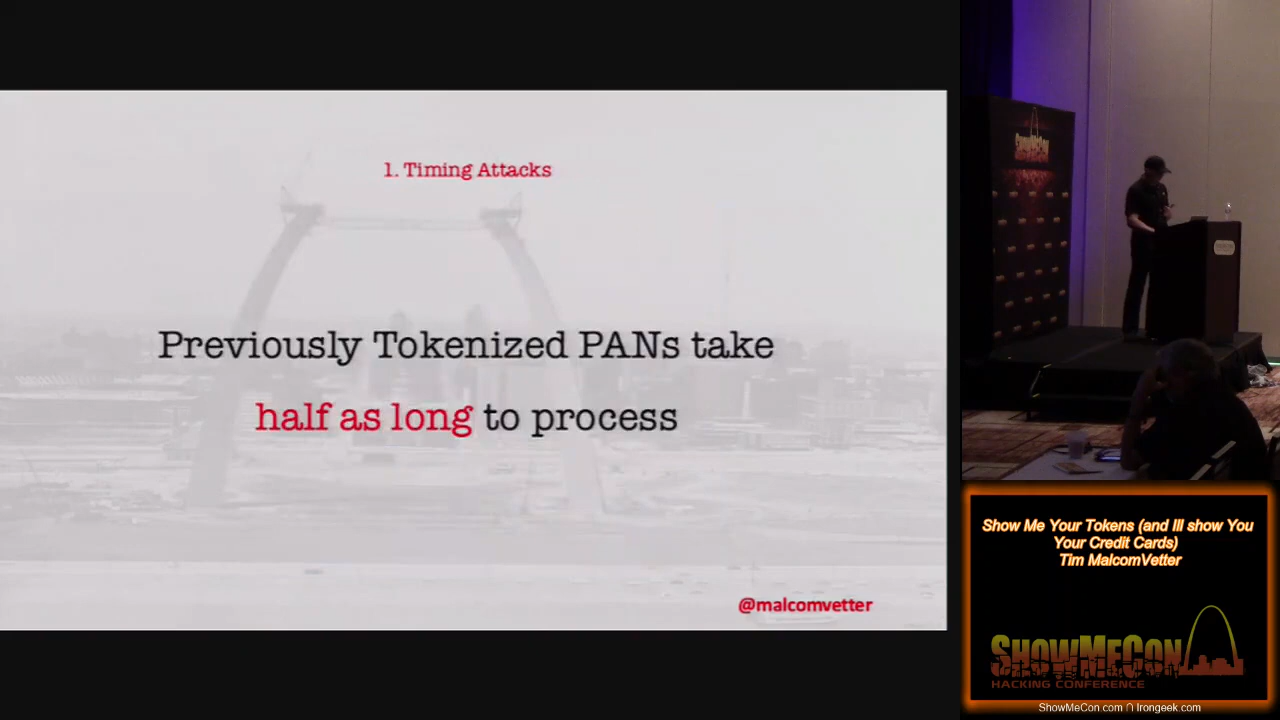 1. Timing Attacks
Previously Tokenized PANs take
half as long to process
@malcomvetter
SHOWMECON
Show Me Your Tokens (and Ill show You
Your Credit Cards)
Tim MalcomVetter
SHOWMECON
HACKING CONFERENCE
ShowMeCon.com ∩ Irongeek.com